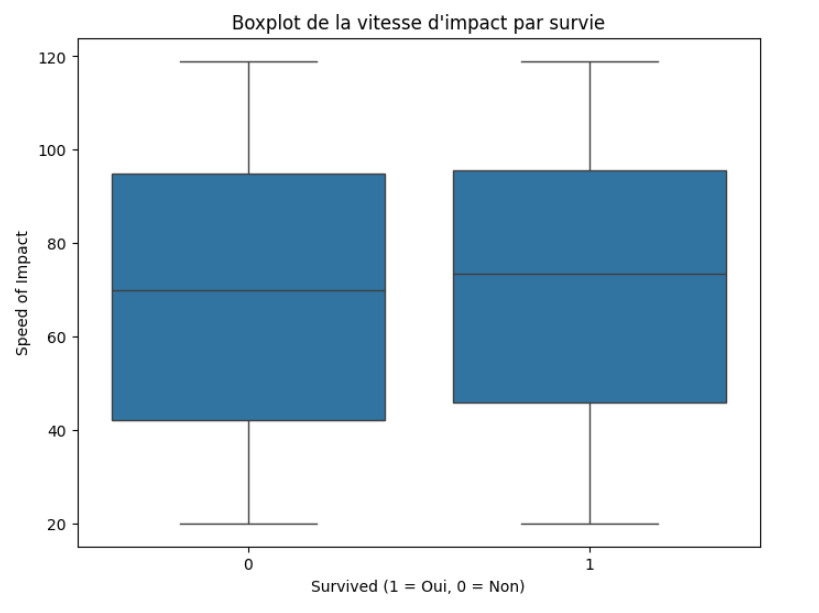 Boxplot de la vitesse d'impact par survie
120
100
80
60
40
20
Speed of Impact
0
1
Survived (1 = Oui, 0 = Non)